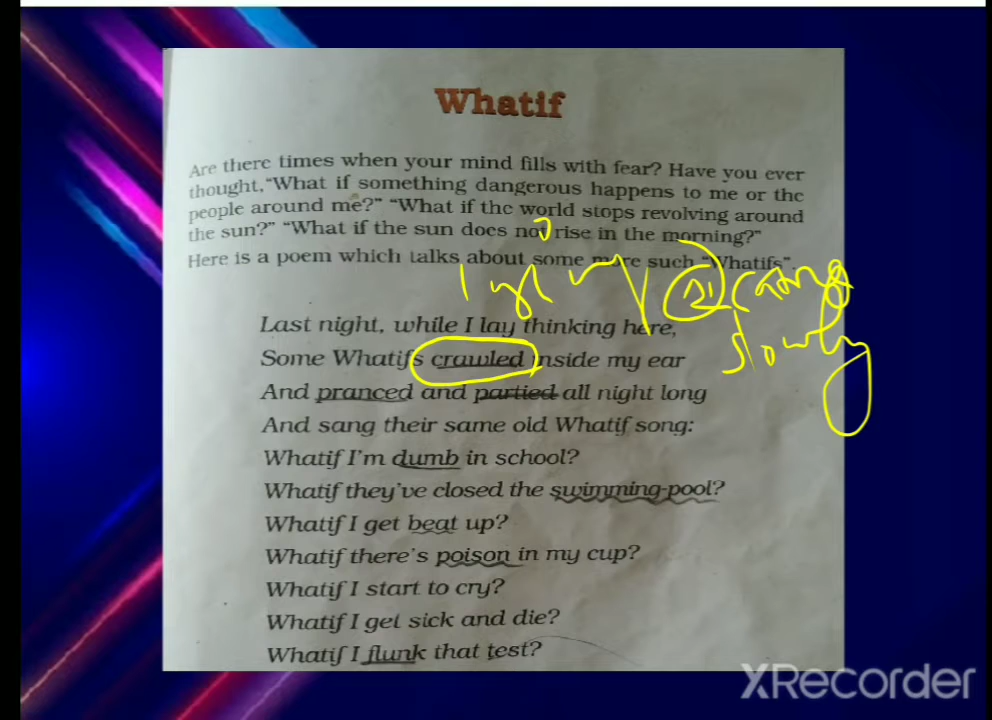 Whatif
Are there times when your mind fills with fear? Have you ever
thought, "What if something dangerous happens to me or the
people around me?" "What if the world stops revolving around
the sun?" "What if the sun does not rise in the morning?"
Here is a poem which talks about some more such "Whatifs".
Last night, while I lay thinking here,
Some Whatifs crawled inside my ear
slowly
And pranced and partied all night long
And sang their same old Whatif song:
Whatif I'm dumb in school?
Whatif they've closed the swimming-pool?
Whatif I get beat up?
Whatif there's poison in my cup?
Whatif I start to cry?
Whatif I get sick and die?
Whatif I flunk that test?
XRecorder